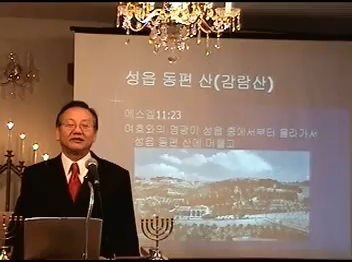 성읍 동편 산(감람산)
에스겔11:23
여호와의 영광이 성읍 중에서부터 올라가서
성읍 동편 산에 머물고